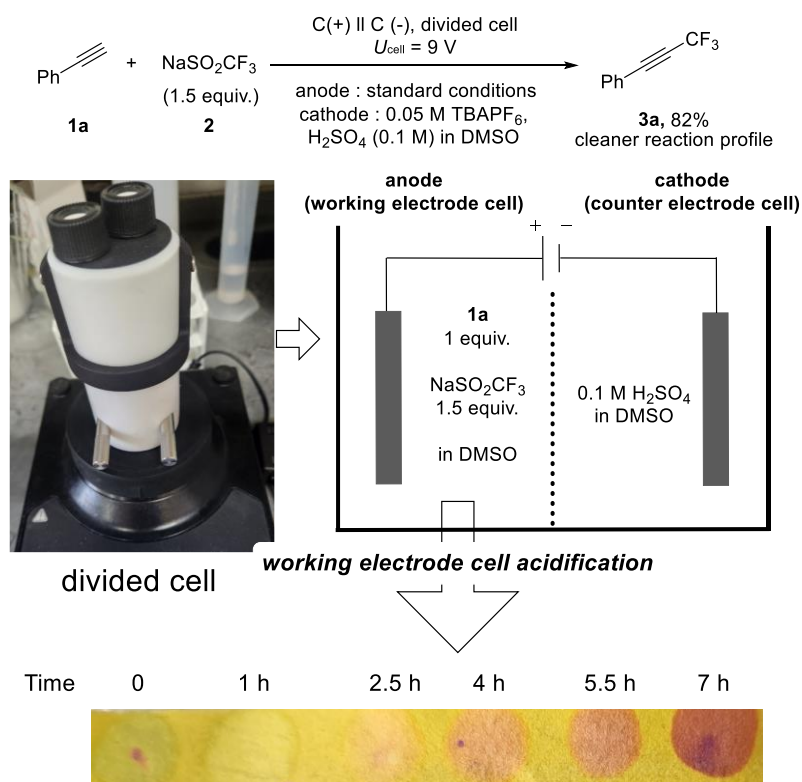 C(+) ll C (-), divided cell
Ucell = 9 V
Ph
+
NaSO2CF3
(1.5 equiv.)
1a
2
anode : standard conditions
cathode : 0.05 M TBAPF6,
H2SO4 (0.1 M) in DMSO
CF3
Ph
3a, 82%
cleaner reaction profile
anode
(working electrode cell)
cathode
(counter electrode cell)
+ −
1a
1 equiv.
NaSO2CF3
1.5 equiv.
in DMSO
0.1 M H2SO4
in DMSO
divided cell
working electrode cell acidification
Time 0 1 h 2.5 h 4 h 5.5 h 7 h